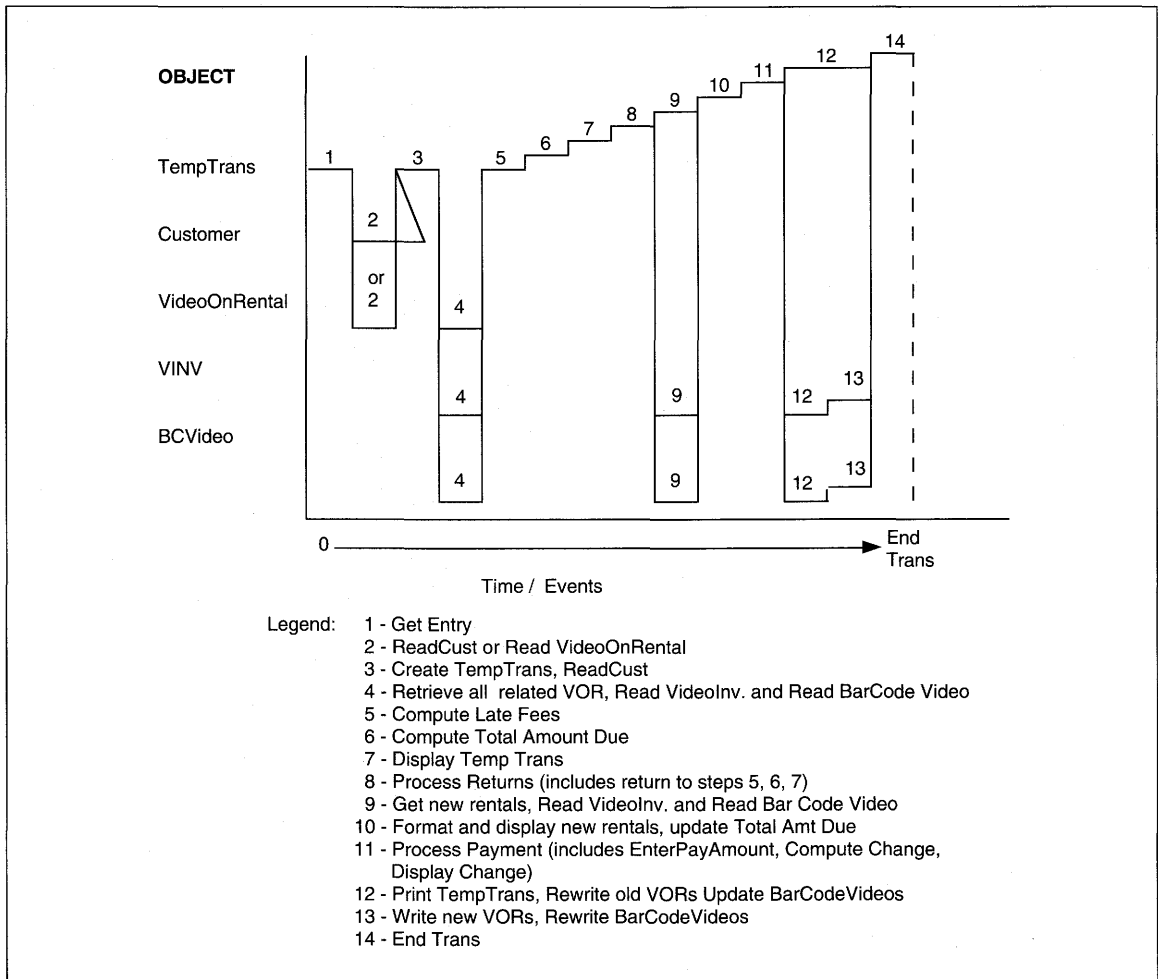 14
12
OBJECT
11
10
9
8
7
6
1
3
5
TempTrans
2
Customer
or
VideoOnRental
2
4
VINV
13
4
9
12
BCVideo
13
4
9
12
0
End
Trans
Time / Events
Legend: 1 - Get Entry
2 - ReadCust or Read VideoOnRental
3 - Create TempTrans, ReadCust
4 - Retrieve all related VOR, Read VideoInv. and Read BarCode Video
5 - Compute Late Fees
6 - Compute Total Amount Due
7 - Display Temp Trans
8 - Process Returns (includes return to steps 5, 6, 7)
9 - Get new rentals, Read VideoInv. and Read Bar Code Video
10 - Format and display new rentals, update Total Amt Due
11 - Process Payment (includes EnterPayAmount, Compute Change,
Display Change)
12 - Print TempTrans, Rewrite old VORs Update BarCodeVideos
13 - Write new VORs, Rewrite BarCodeVideos
14 - End Trans